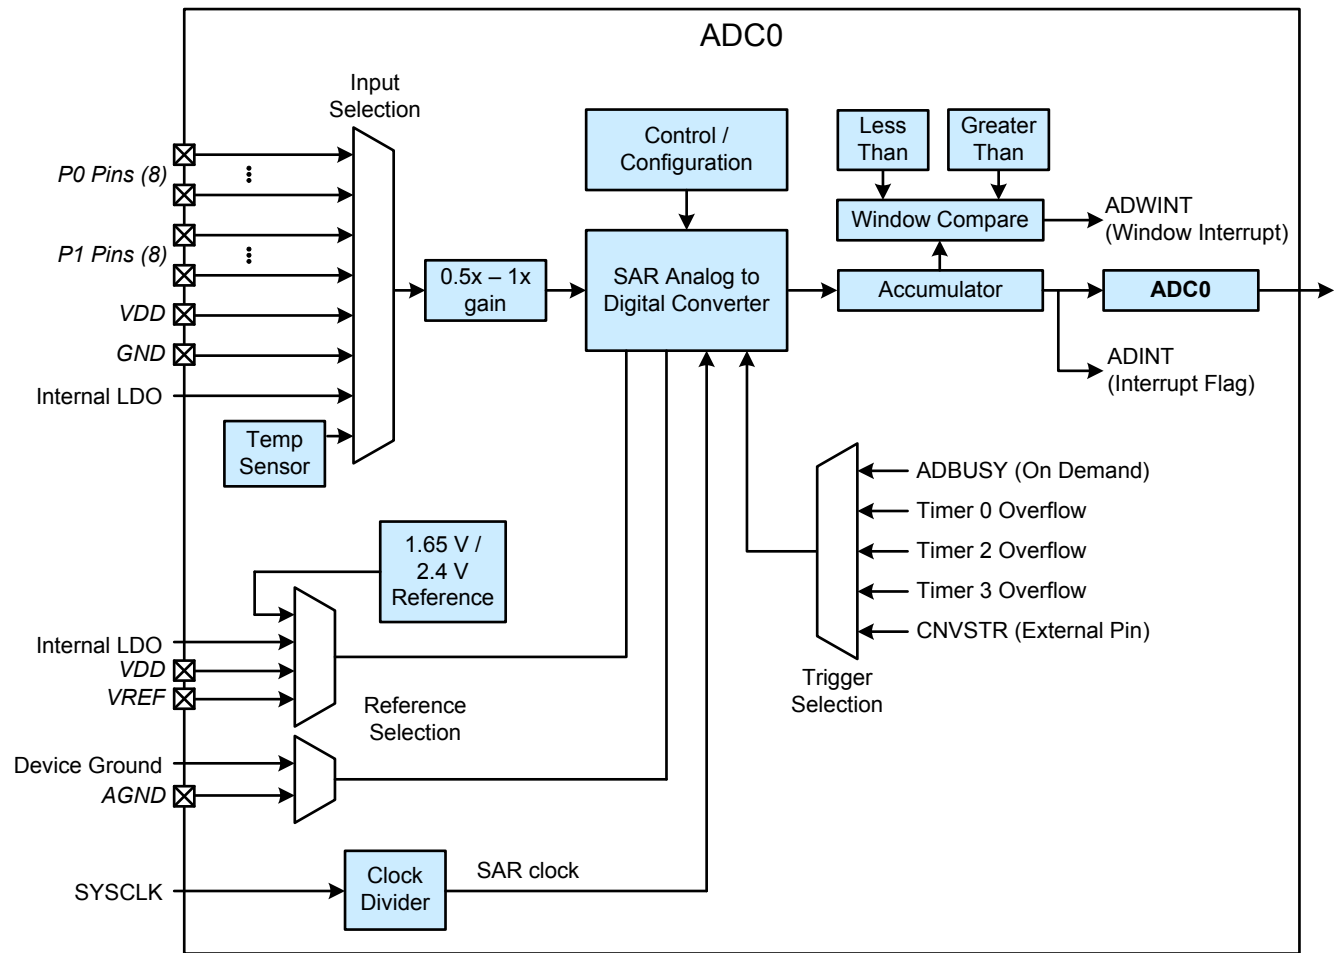 ADC0
Input
Selection
P0 Pins (8)
P1 Pins (8)
VDD
GND
Internal LDO
Temp
Sensor
0.5x – 1x
gain
Control /
Configuration
SAR Analog to
Digital Converter
Less
Than
Greater
Than
Window Compare
ADWINT
(Window Interrupt)
Accumulator
ADC0
ADINT
(Interrupt Flag)
ADBUSY (On Demand)
Timer 0 Overflow
Timer 2 Overflow
Timer 3 Overflow
CNVSTR (External Pin)
Trigger
Selection
1.65 V /
2.4 V
Reference
Internal LDO
VDD
VREF
Reference
Selection
Device Ground
AGND
SYSCLK
Clock
Divider
SAR clock